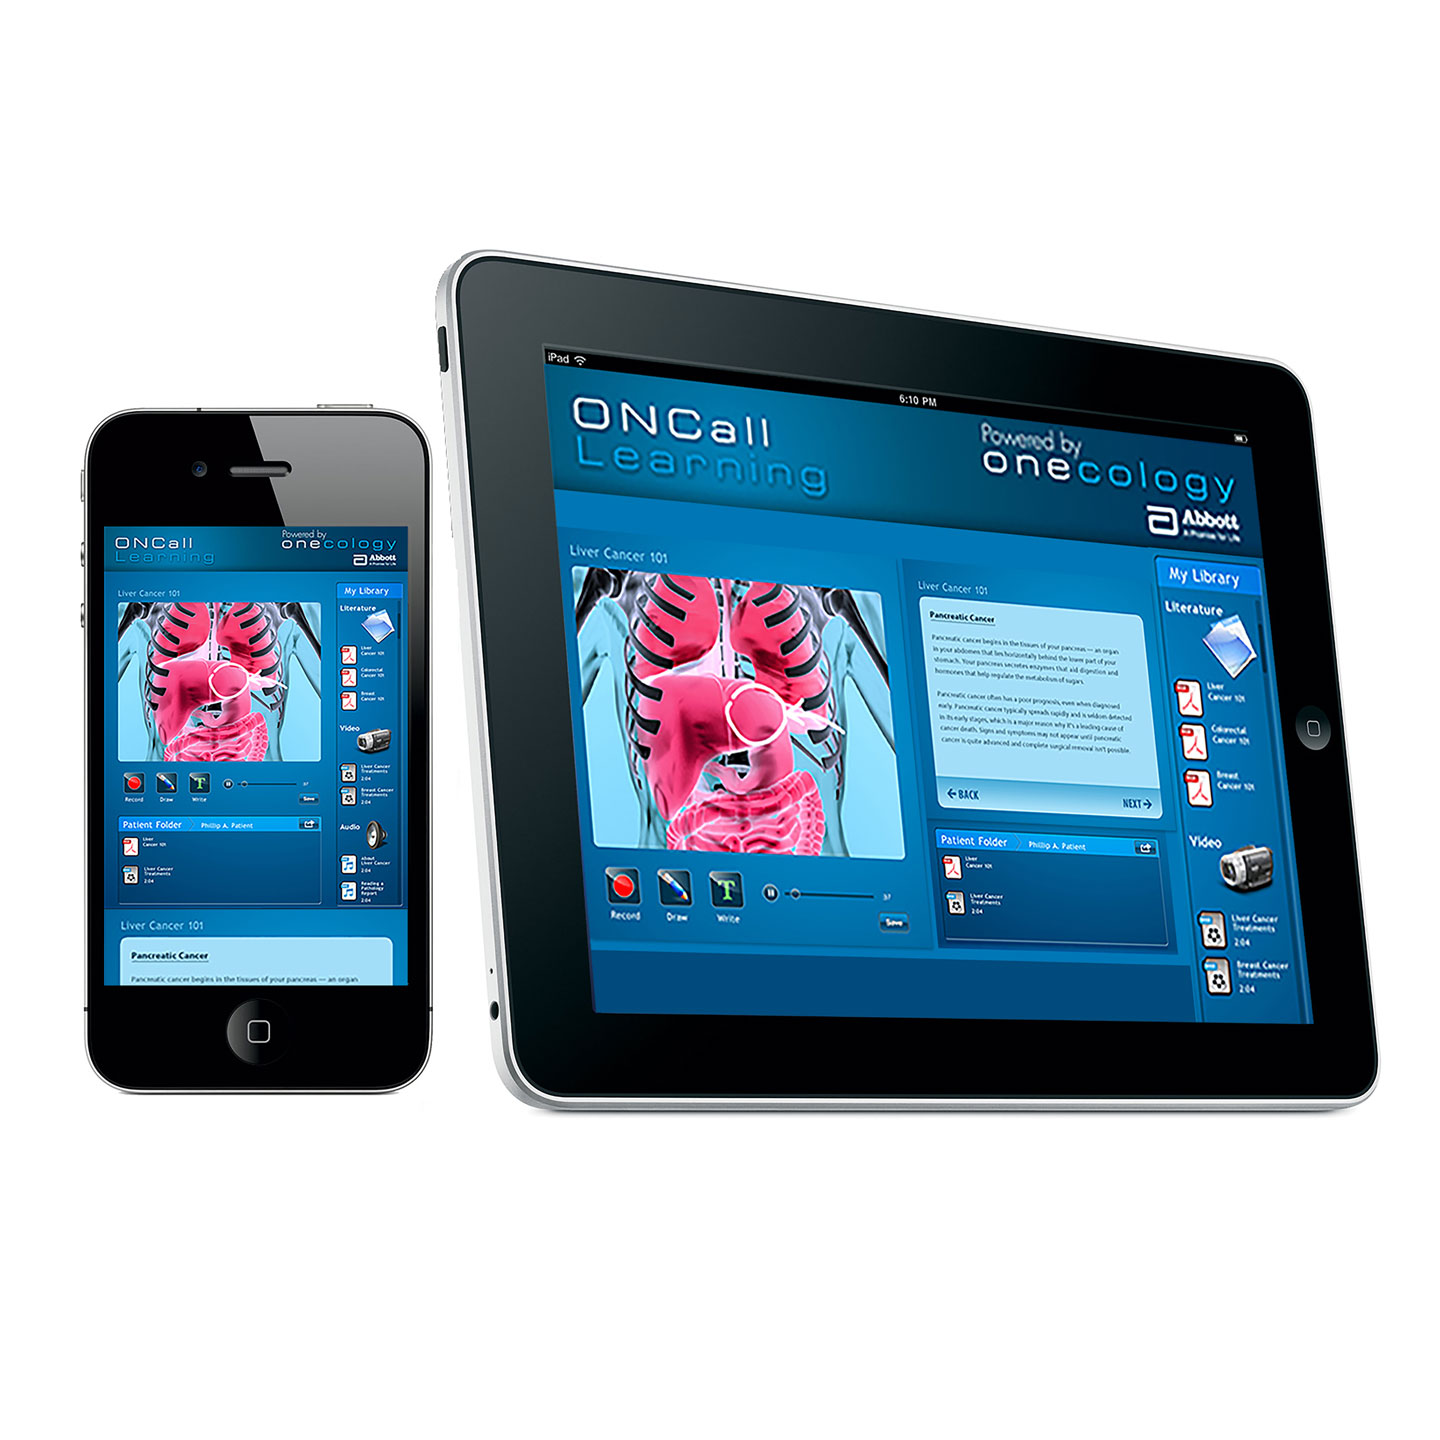 ONCall
Learning
Powered by
onecology
Abbott
A Promise for Life
Liver Cancer 101
My Library
Literature
Liver
Cancer 101
Colorectal
Cancer 101
Breast
Cancer 101
Video
Liver Cancer
Treatments
2:04
Breast Cancer
Treatments
2:04
Audio
About
Liver Cancer
2:04
Reading a
Pathology
Report
2:04
Record
Draw
T
Write
37
Save
Patient Folder
Phillip A. Patient
Liver
Cancer 101
Liver Cancer
Treatments
2:04
Liver Cancer 101
Pancreatic Cancer
Pancreatic cancer begins in the tissues of your pancreas — an organ
iPad
6:10 PM
ONCall
Learning
Powered by
onecology
Abbott
A Promise for Life
Liver Cancer 101
Record
Draw
T
Write
37
Save
Liver Cancer 101
Pancreatic Cancer
Pancreatic cancer begins in the tissues of your pancreas — an organ
in your abdomen that lies horizontally behind the lower part of your
stomach. Your pancreas secretes enzymes that aid digestion and
hormones that help regulate the metabolism of sugars.
Pancreatic cancer often has a poor prognosis, even when diagnosed
early. Pancreatic cancer typically spreads rapidly and is seldom detected
in its early stages, which is a major reason why it's a leading cause of
cancer death. Signs and symptoms may not appear until pancreatic
cancer is quite advanced and complete surgical removal isn't possible.
BACK
NEXT
Patient Folder
Phillip A. Patient
Liver
Cancer 101
Liver Cancer
Treatments
2:04
My Library
Literature
Liver
Cancer 101
Colorectal
Cancer 101
Breast
Cancer 101
Video
Liver Cancer
Treatments
2:04
Breast Cancer
Treatments
2:04